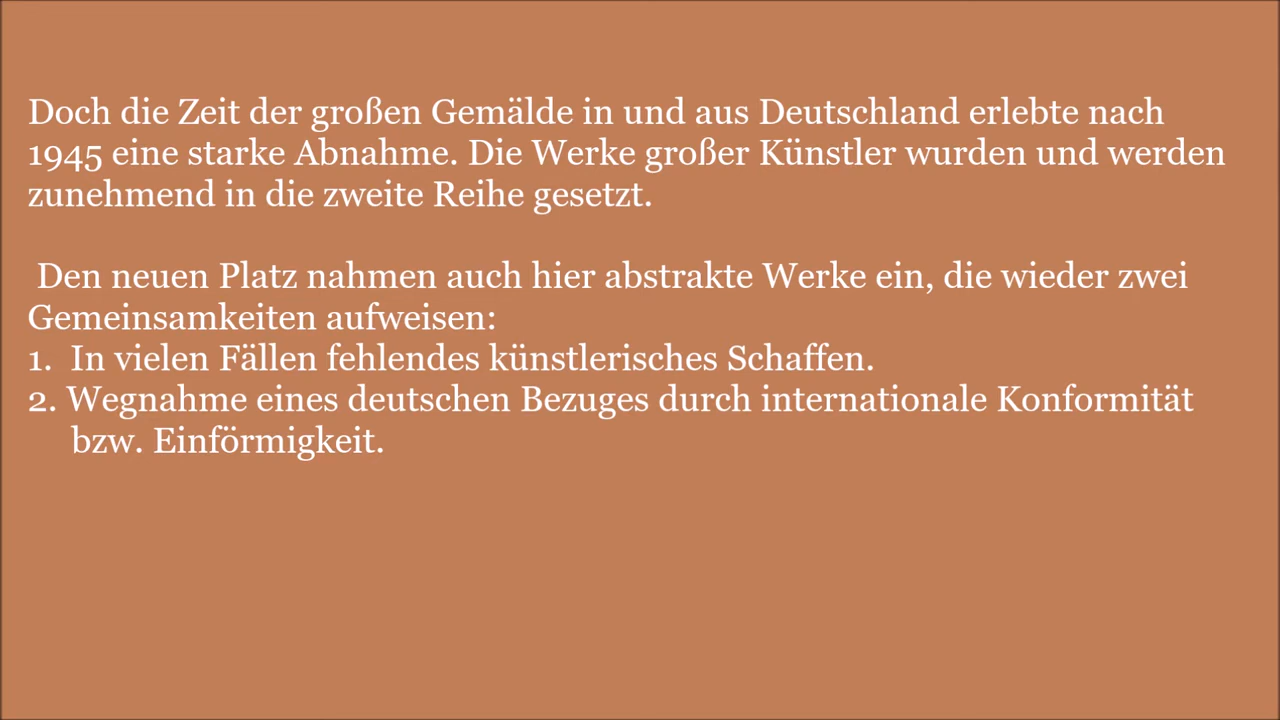 Doch die Zeit der großen Gemälde in und aus Deutschland erlebte nach
1945 eine starke Abnahme. Die Werke großer Künstler wurden und werden
zunehmend in die zweite Reihe gesetzt.
Den neuen Platz nahmen auch hier abstrakte Werke ein, die wieder zwei
Gemeinsamkeiten aufweisen:
1. In vielen Fällen fehlendes künstlerisches Schaffen.
2. Wegnahme eines deutschen Bezuges durch internationale Konformität
bzw. Einförmigkeit.